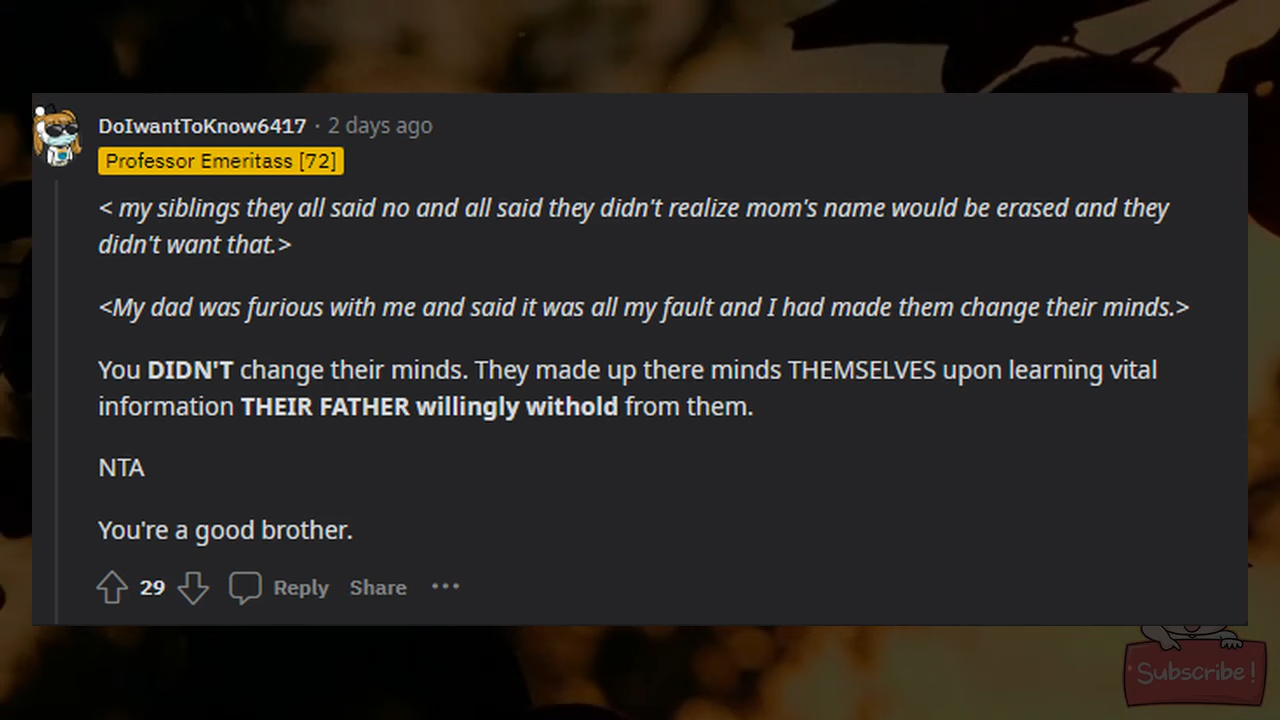 DoIwantToKnow6417 · 2 days ago
Professor Emeritass [72]
< my siblings they all said no and all said they didn't realize mom's name would be erased and they
didn't want that.>
<My dad was furious with me and said it was all my fault and I had made them change their minds.>
You DIDN'T change their minds. They made up there minds THEMSELVES upon learning vital
information THEIR FATHER willingly withold from them.
NTA
You're a good brother.
29 Reply Share ···
Subscribe!